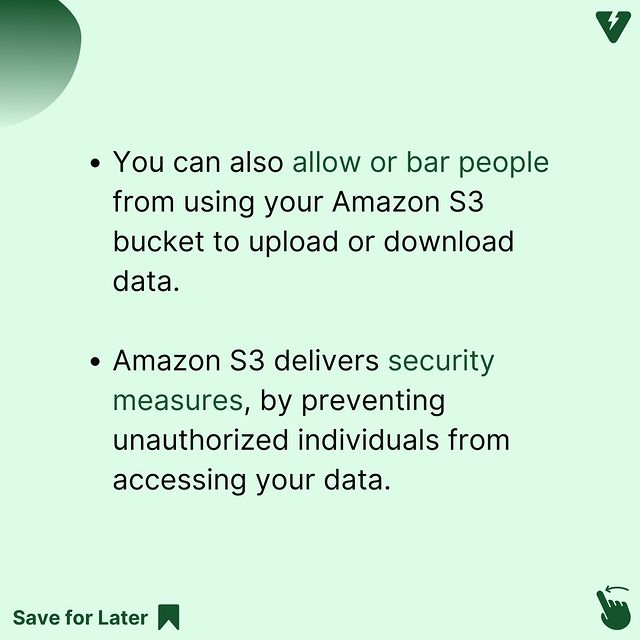 • You can also allow or bar people
from using your Amazon S3
bucket to upload or download
data.
• Amazon S3 delivers security
measures, by preventing
unauthorized individuals from
accessing your data.
Save for Later